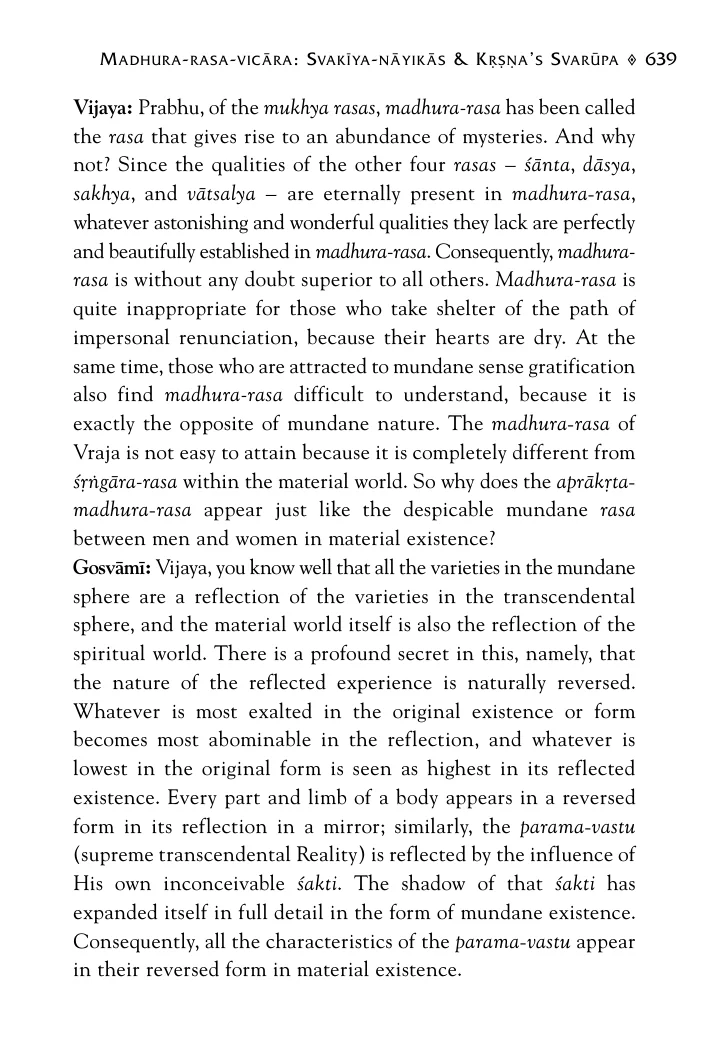 MADHURA-RASA-VICĀRA: SVAKĪYA-NĀYIKĀS & KṚṢṆA'S SVARŪPA ◊ 639
Vijaya: Prabhu, of the mukhya rasas, madhura-rasa has been called
the rasa that gives rise to an abundance of mysteries. And why
not? Since the qualities of the other four rasas – śānta, dāsya,
sakhya, and vātsalya – are eternally present in madhura-rasa,
whatever astonishing and wonderful qualities they lack are perfectly
and beautifully established in madhura-rasa. Consequently, madhura-
rasa is without any doubt superior to all others. Madhura-rasa is
quite inappropriate for those who take shelter of the path of
impersonal renunciation, because their hearts are dry. At the
same time, those who are attracted to mundane sense gratification
also find madhura-rasa difficult to understand, because it is
exactly the opposite of mundane nature. The madhura-rasa of
Vraja is not easy to attain because it is completely different from
śṛṅgāra-rasa within the material world. So why does the aprākṛta-
madhura-rasa appear just like the despicable mundane rasa
between men and women in material existence?
Gosvāmī: Vijaya, you know well that all the varieties in the mundane
sphere are a reflection of the varieties in the transcendental
sphere, and the material world itself is also the reflection of the
spiritual world. There is a profound secret in this, namely, that
the nature of the reflected experience is naturally reversed.
Whatever is most exalted in the original existence or form
becomes most abominable in the reflection, and whatever is
lowest in the original form is seen as highest in its reflected
existence. Every part and limb of a body appears in a reversed
form in its reflection in a mirror; similarly, the parama-vastu
(supreme transcendental Reality) is reflected by the influence of
His own inconceivable śakti. The shadow of that śakti has
expanded itself in full detail in the form of mundane existence.
Consequently, all the characteristics of the parama-vastu appear
in their reversed form in material existence.